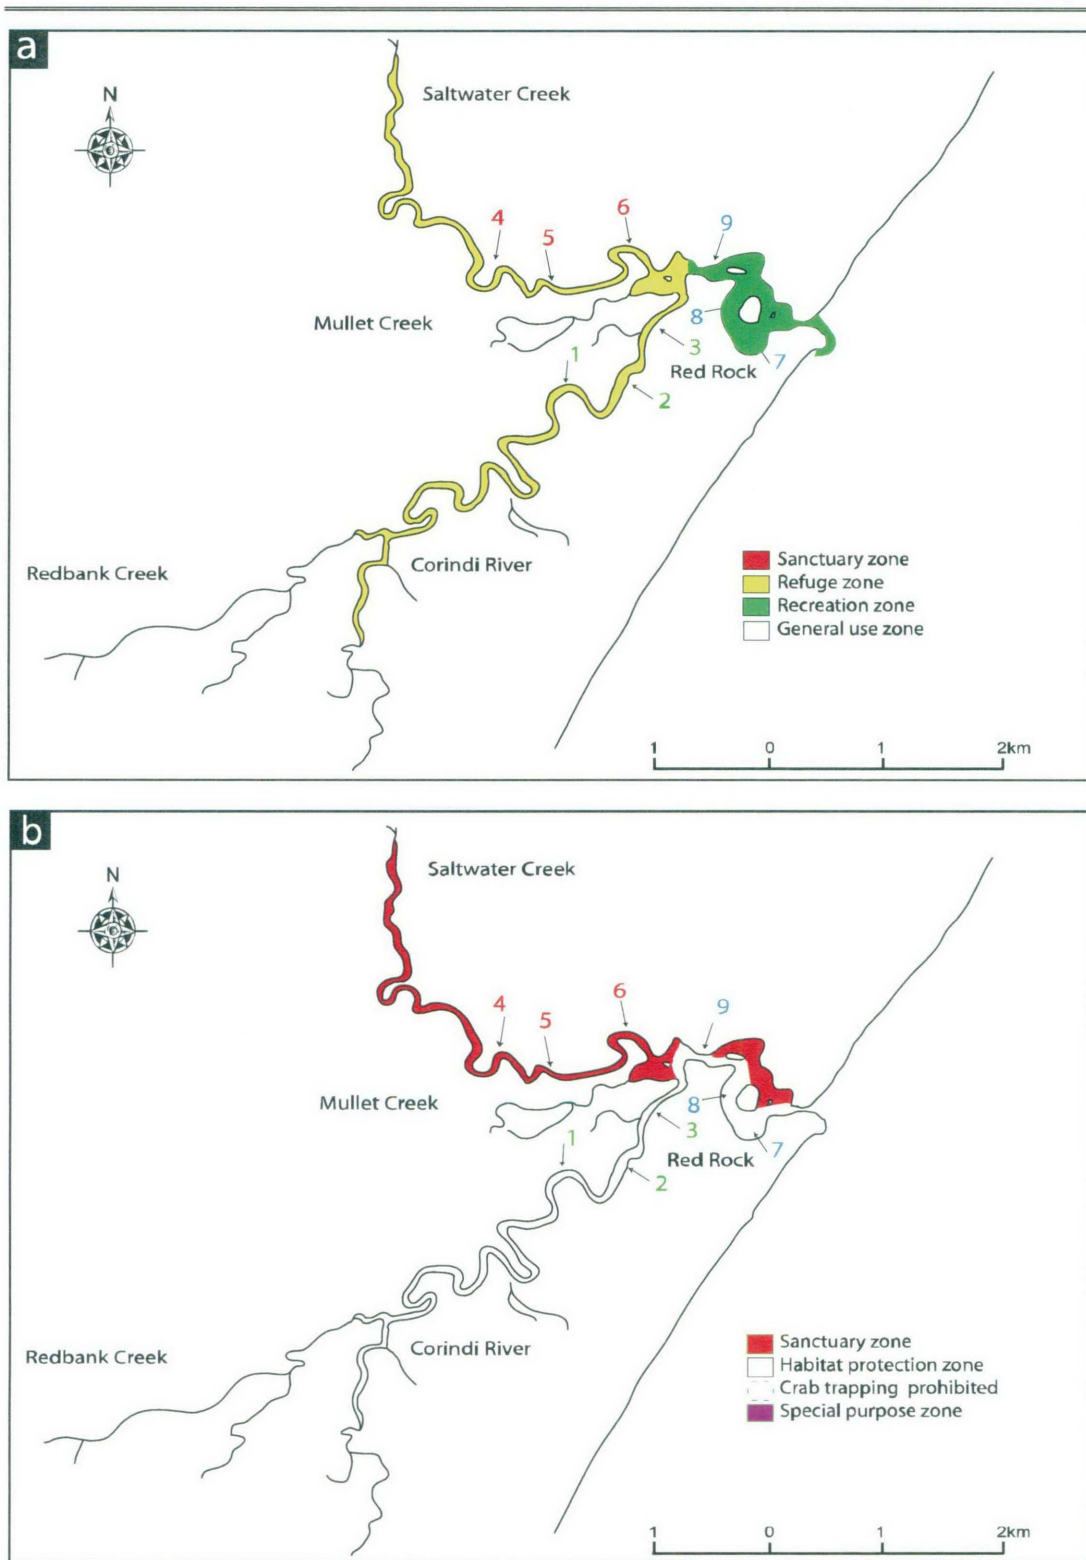 a
N
Saltwater Creek
4
5
6
9
Mullet Creek
8
1
3
7
Red Rock
2
Redbank Creek
Corindi River
Sanctuary zone
Refuge zone
Recreation zone
General use zone
1 0 1 2km
b
N
Saltwater Creek
4
5
6
9
Mullet Creek
8
1
3
7
Red Rock
2
Redbank Creek
Corindi River
Sanctuary zone
Habitat protection zone
Crab trapping prohibited
Special purpose zone
1 0 1 2km